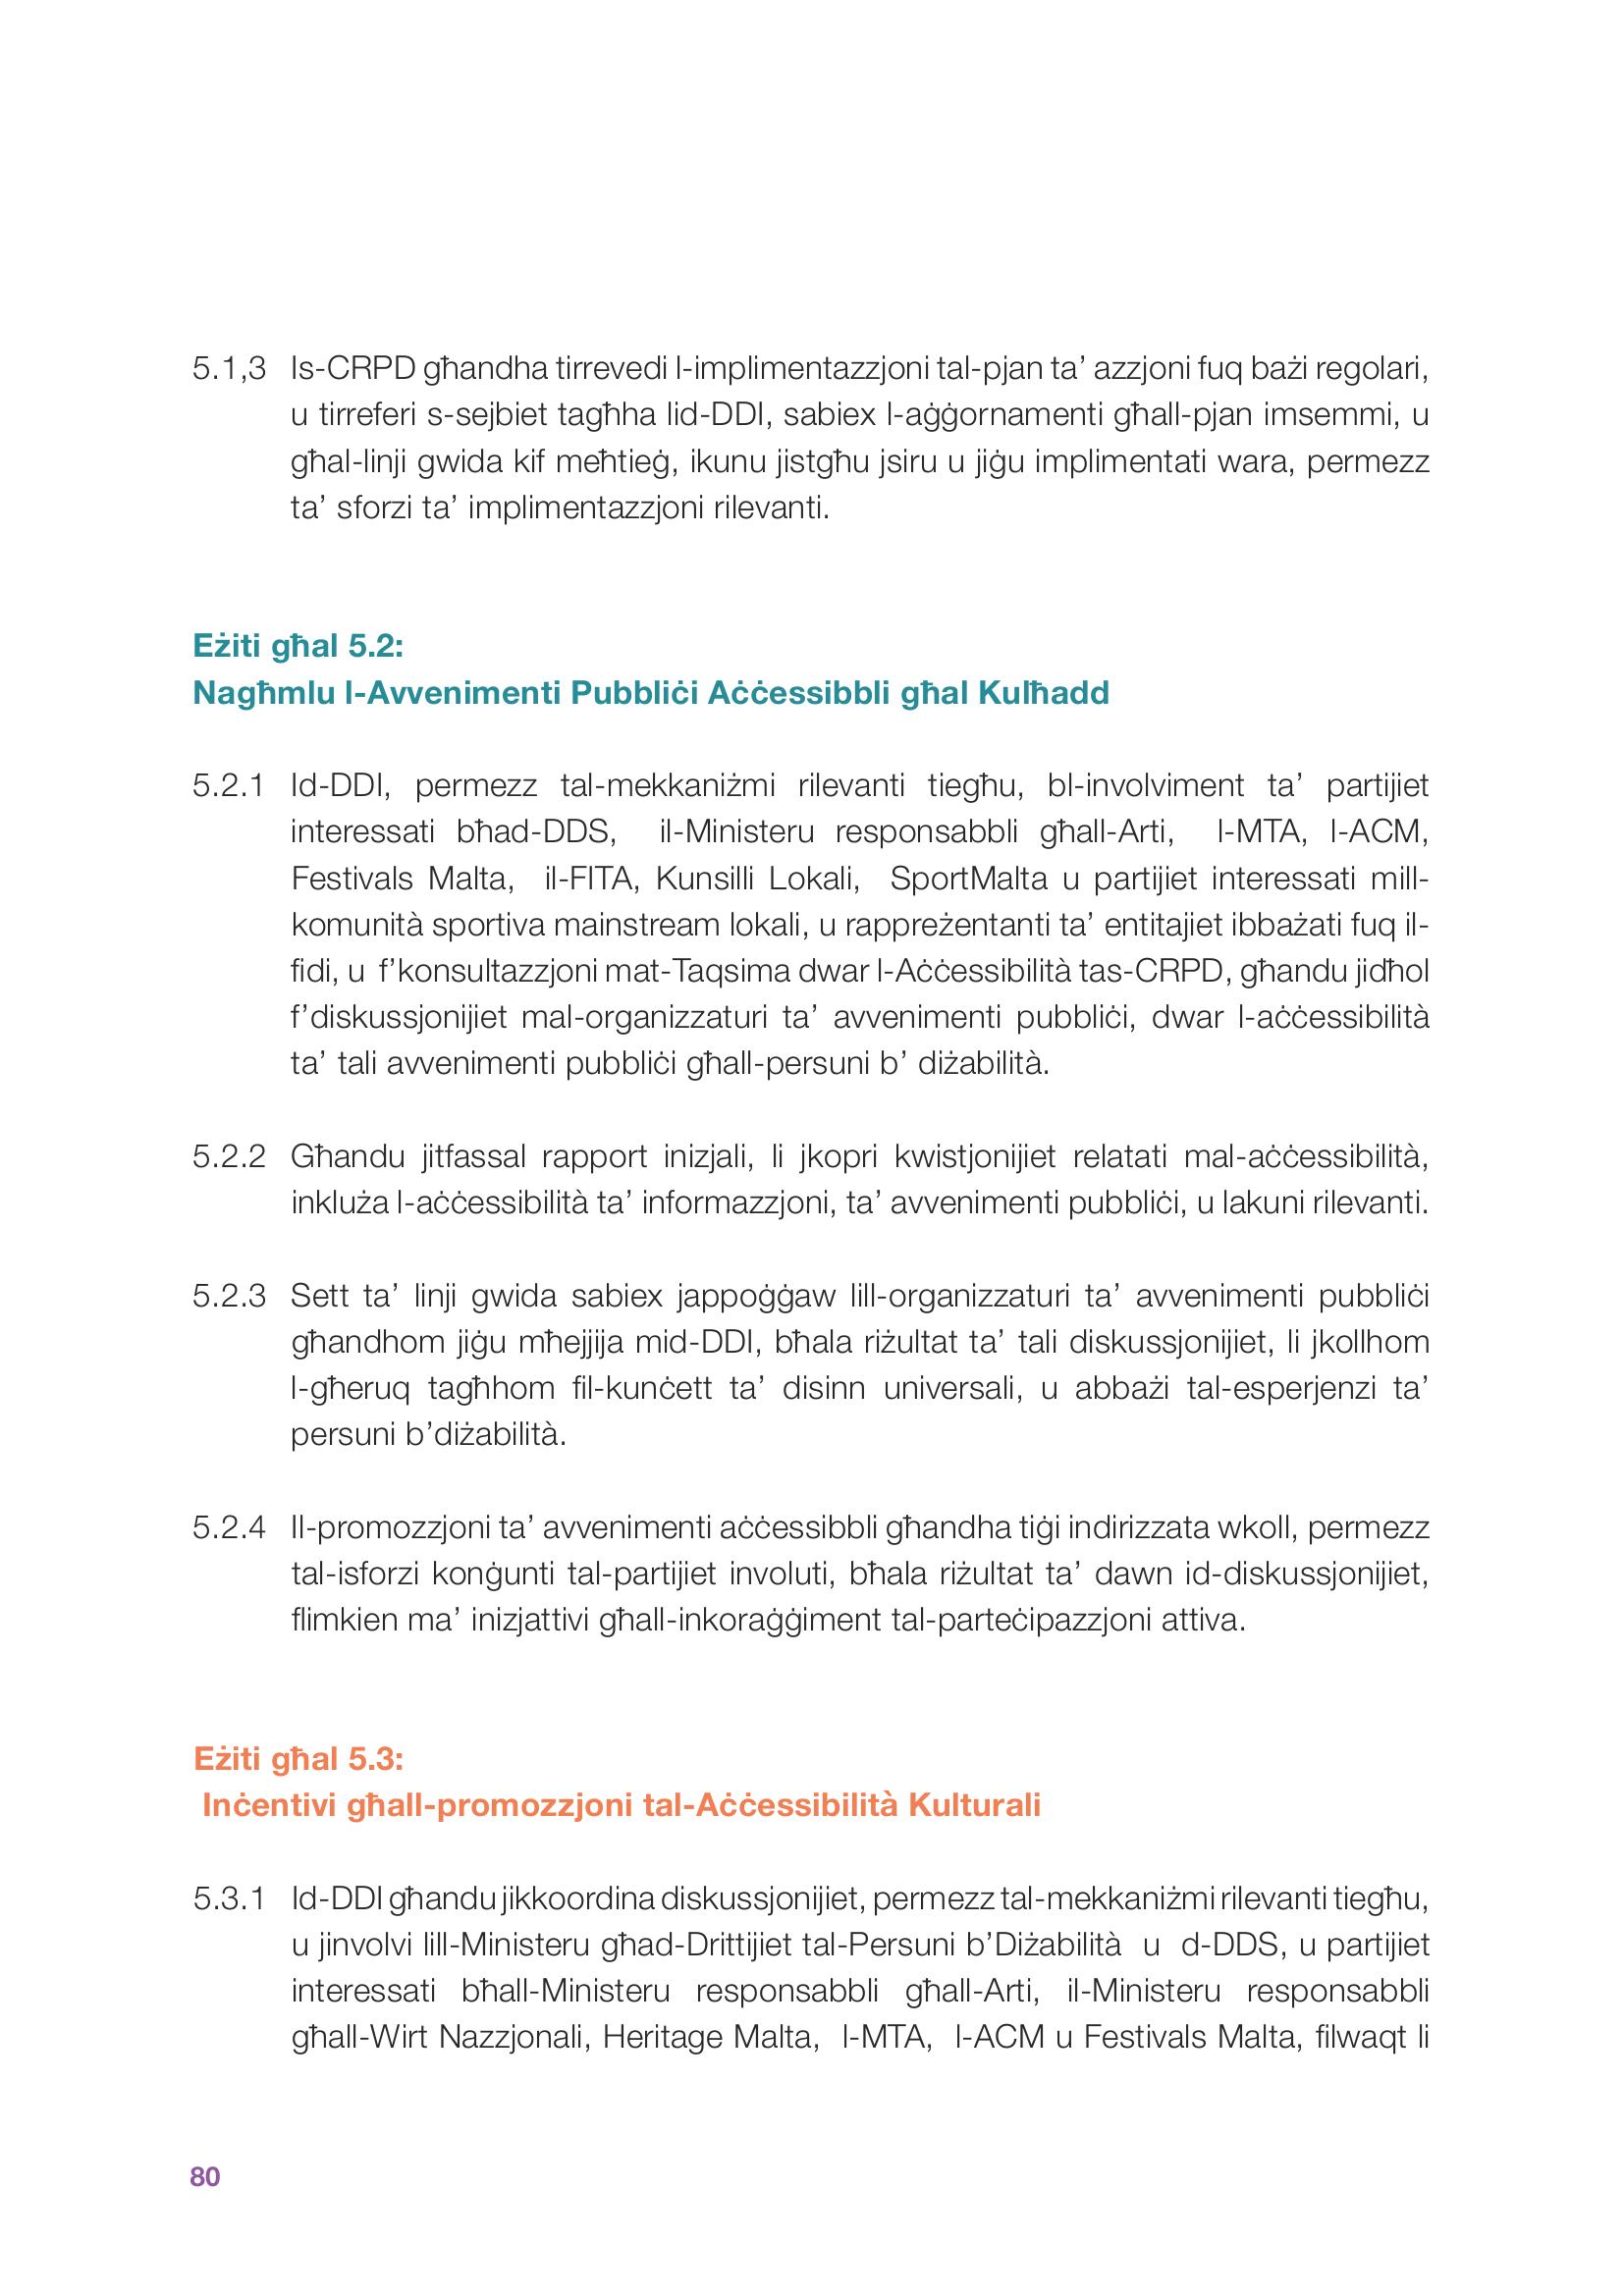 5.1,3 Is-CRPD għandha tirrevedi l-implimentazzjoni tal-pjan ta’ azzjoni fuq bażi regolari,
u tirreferi s-sejbiet tagħha lid-DDI, sabiex l-aġġornamenti għall-pjan imsemmi, u
għal-linji gwida kif meħtieġ, ikunu jistgħu jsiru u jiġu implimentati wara, permezz
ta’ sforzi ta’ implimentazzjoni rilevanti.
Eżiti għal 5.2:
Nagħmlu l-Avvenimenti Pubbliċi Aċċessibbli għal Kulħadd
5.2.1 Id-DDI, permezz tal-mekkaniżmi rilevanti tiegħu, bl-involviment ta’ partijiet
interessati bħad-DDS, il-Ministeru responsabbli għall-Arti, l-MTA, l-ACM,
Festivals Malta, il-FITA, Kunsilli Lokali, SportMalta u partijiet interessati mill-
komunità sportiva mainstream lokali, u rappreżentanti ta’ entitajiet ibbażati fuq il-
fidi, u f’konsultazzjoni mat-Taqsima dwar l-Aċċessibilità tas-CRPD, għandu jidħol
f’diskussjonijiet mal-organizzaturi ta’ avvenimenti pubbliċi, dwar l-aċċessibilità
ta’ tali avvenimenti pubbliċi għall-persuni b’ diżabilità.
5.2.2 Għandu jitfassal rapport inizjali, li jkopri kwistjonijiet relatati mal-aċċessibilità,
inkluża l-aċċessibilità ta’ informazzjoni, ta’ avvenimenti pubbliċi, u lakuni rilevanti.
5.2.3 Sett ta’ linji gwida sabiex jappoġġaw lill-organizzaturi ta’ avvenimenti pubbliċi
għandhom jiġu mħejjija mid-DDI, bħala riżultat ta’ tali diskussjonijiet, li jkollhom
l-għeruq tagħhom fil-kunċett ta’ disinn universali, u abbażi tal-esperjenzi ta’
persuni b’diżabilità.
5.2.4 Il-promozzjoni ta’ avvenimenti aċċessibbli għandha tiġi indirizzata wkoll, permezz
tal-isforzi konġunti tal-partijiet involuti, bħala riżultat ta’ dawn id-diskussjonijiet,
flimkien ma’ inizjattivi għall-inkoraġġiment tal-parteċipazzjoni attiva.
Eżiti għal 5.3:
Inċentivi għall-promozzjoni tal-Aċċessibilità Kulturali
5.3.1 Id-DDI għandu jikkoordina diskussjonijiet, permezz tal-mekkaniżmi rilevanti tiegħu,
u jinvolvi lill-Ministeru għad-Drittijiet tal-Persuni b’Diżabilità u d-DDS, u partijiet
interessati bħall-Ministeru responsabbli għall-Arti, il-Ministeru responsabbli
għall-Wirt Nazzjonali, Heritage Malta, l-MTA, l-ACM u Festivals Malta, filwaqt li
80